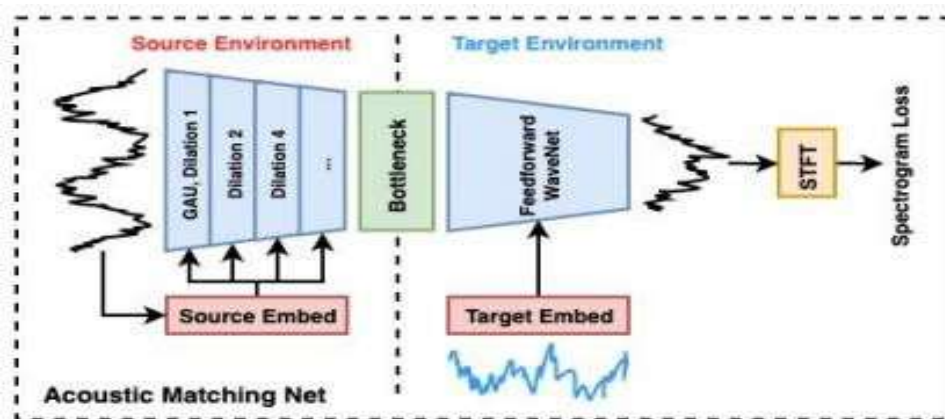 Source Environment
Target Environment
GAU, Dilation 1
Dilation 2
Dilation 4
...
Bottleneck
Feedforward
WaveNet
STFT
Spectrogram Loss
Source Embed
Target Embed
Acoustic Matching Net